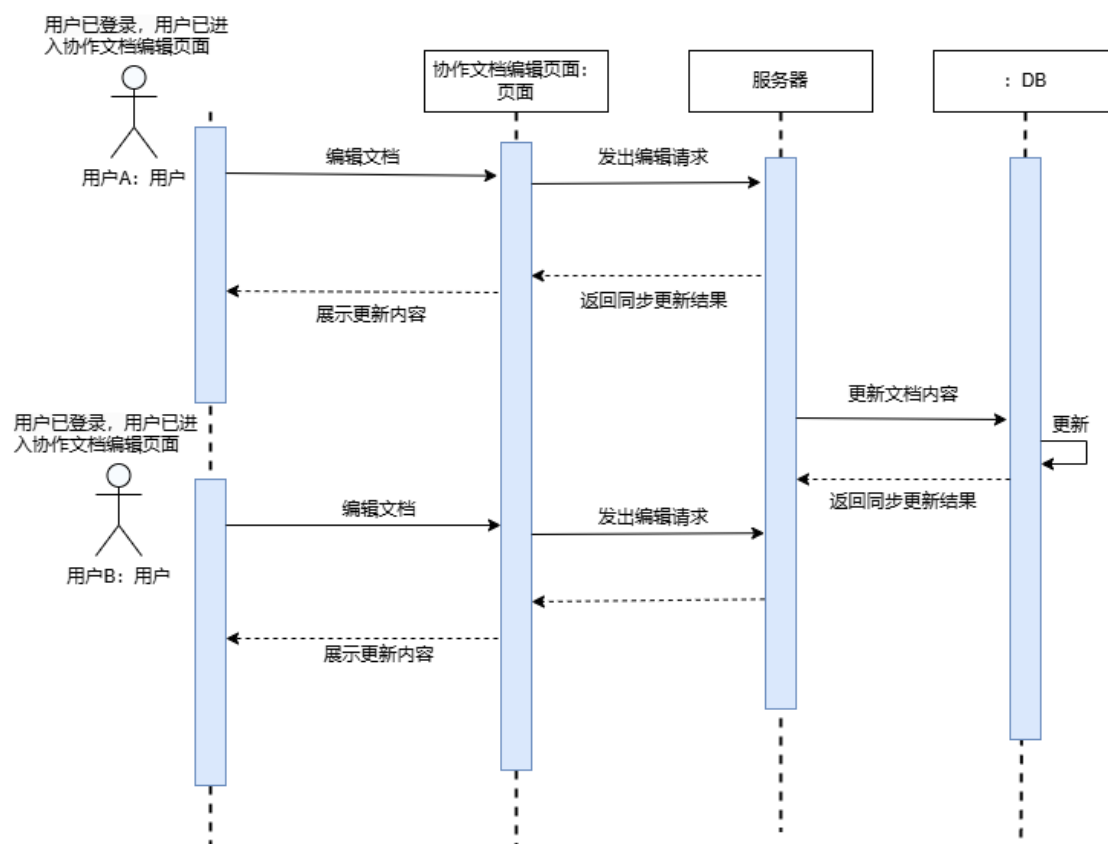 用户已登录，用户已进
入协作文档编辑页面
用户A：用户
协作文档编辑页面：
页面
服务器
：DB
编辑文档
发出编辑请求
返回同步更新结果
展示更新内容
更新文档内容
更新
返回同步更新结果
用户已登录，用户已进
入协作文档编辑页面
用户B：用户
编辑文档
发出编辑请求
展示更新内容